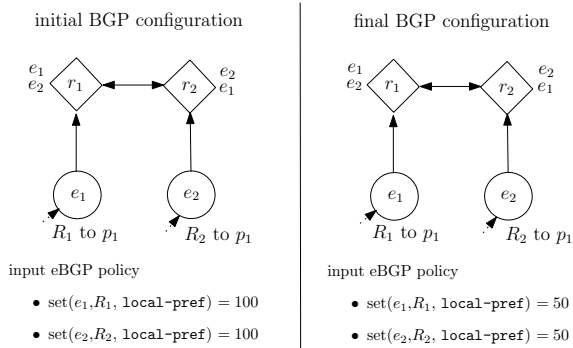 initial BGP configuration
e₁
e₂
r₁
r₂
e₂
e₁
e₁
e₂
R₁ to p₁
R₂ to p₁
input eBGP policy
• set(e₁,R₁, local-pref) = 100
• set(e₂,R₂, local-pref) = 100
final BGP configuration
e₁
e₂
r₁
r₂
e₂
e₁
e₁
e₂
R₁ to p₁
R₂ to p₁
input eBGP policy
• set(e₁,R₁, local-pref) = 50
• set(e₂,R₂, local-pref) = 50